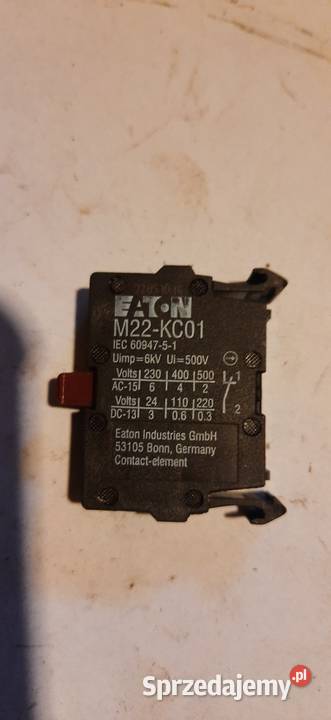 EATON
M22-KC01
IEC 60947-5-1
Uimp=6kV Ui=500V
Volts 230 400 500
AC-15 6 4 2
Volts 24 110 220
DC-13 3 0.6 0.3
1
2
Eaton Industries GmbH
53105 Bonn, Germany
Contact-element
Sprzedajemy.pl